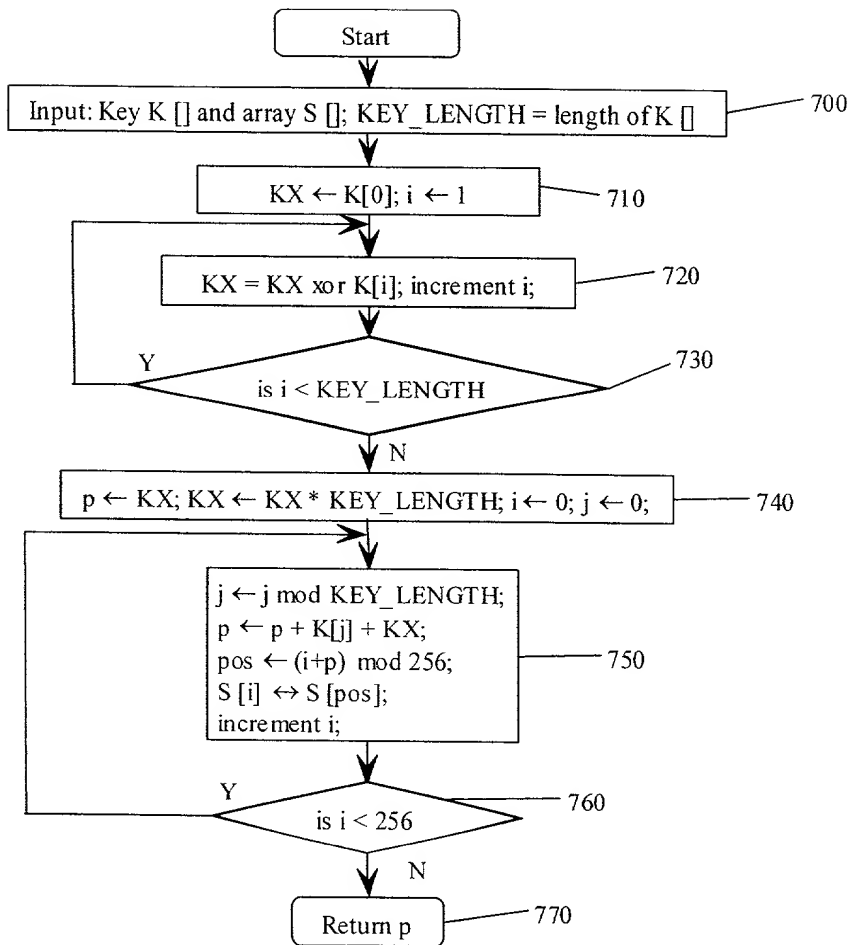 Start
Input: Key K [] and array S []; KEY_LENGTH = length of K []
700
KX ← K[0]; i ← 1
710
KX = KX xor K[i]; increment i;
720
Y
730
is i < KEY_LENGTH
N
p ← KX; KX ← KX * KEY_LENGTH; i ← 0; j ← 0;
740
j ← j mod KEY_LENGTH;
p ← p + K[j] + KX;
pos ← (i+p) mod 256;
750
S [i] ↔ S [pos];
increment i;
Y
760
is i < 256
N
Return p
770